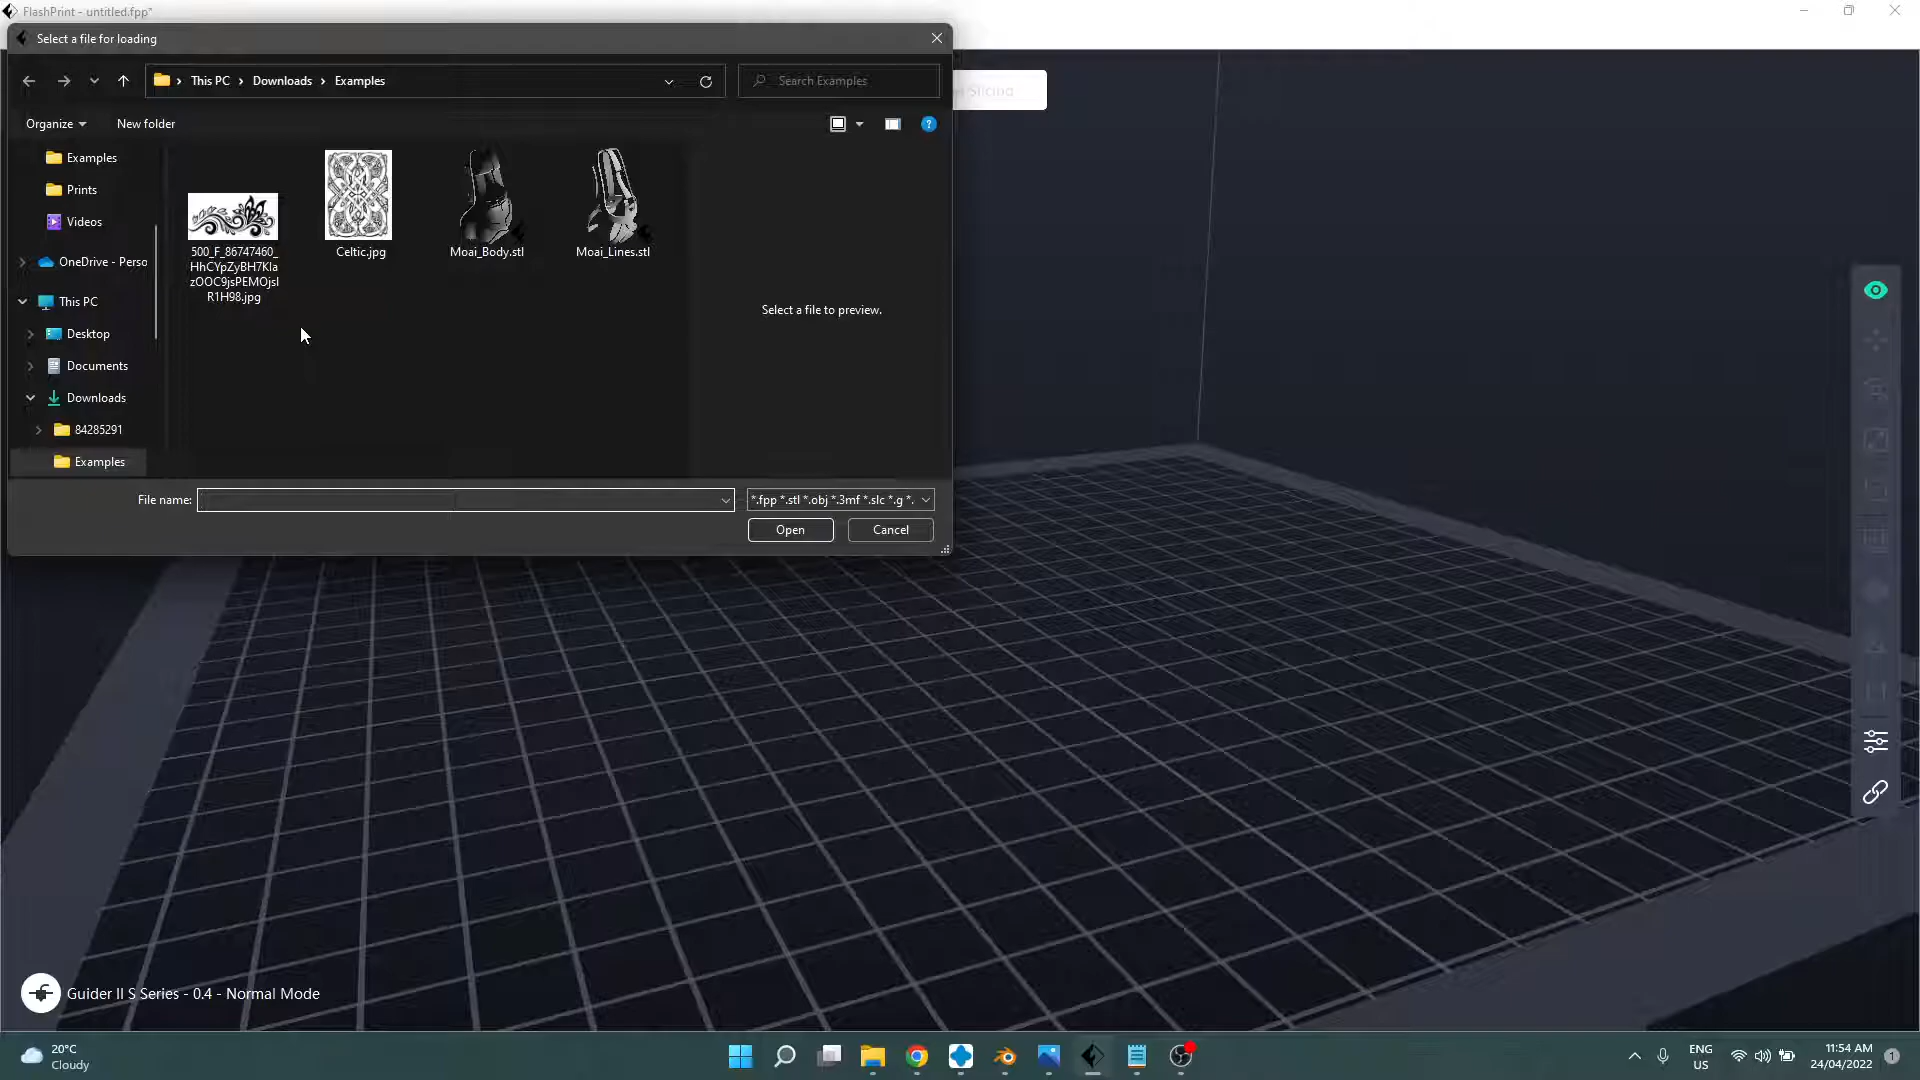 FlashPrint - untitled.fpp*
Select a file for loading
This PC
Downloads
Examples
Search Examples
Organize
New folder
Examples
Prints
Videos
OneDrive - Perso
This PC
Desktop
Documents
Downloads
84285291
Examples
500_F_86747460_
HhCYpZyBH7Kla
zOOC9jsPEMOjsl
R1H98.jpg
Celtic.jpg
Moai_Body.stl
Moai_Lines.stl
Select a file to preview.
File name:
*.fpp *.stl *.obj *.3mf *.slc *.g *.
Open
Cancel
Slicing
Guider II S Series - 0.4 - Normal Mode
20°C
Cloudy
ENG
US
11:54 AM
24/04/2022
1